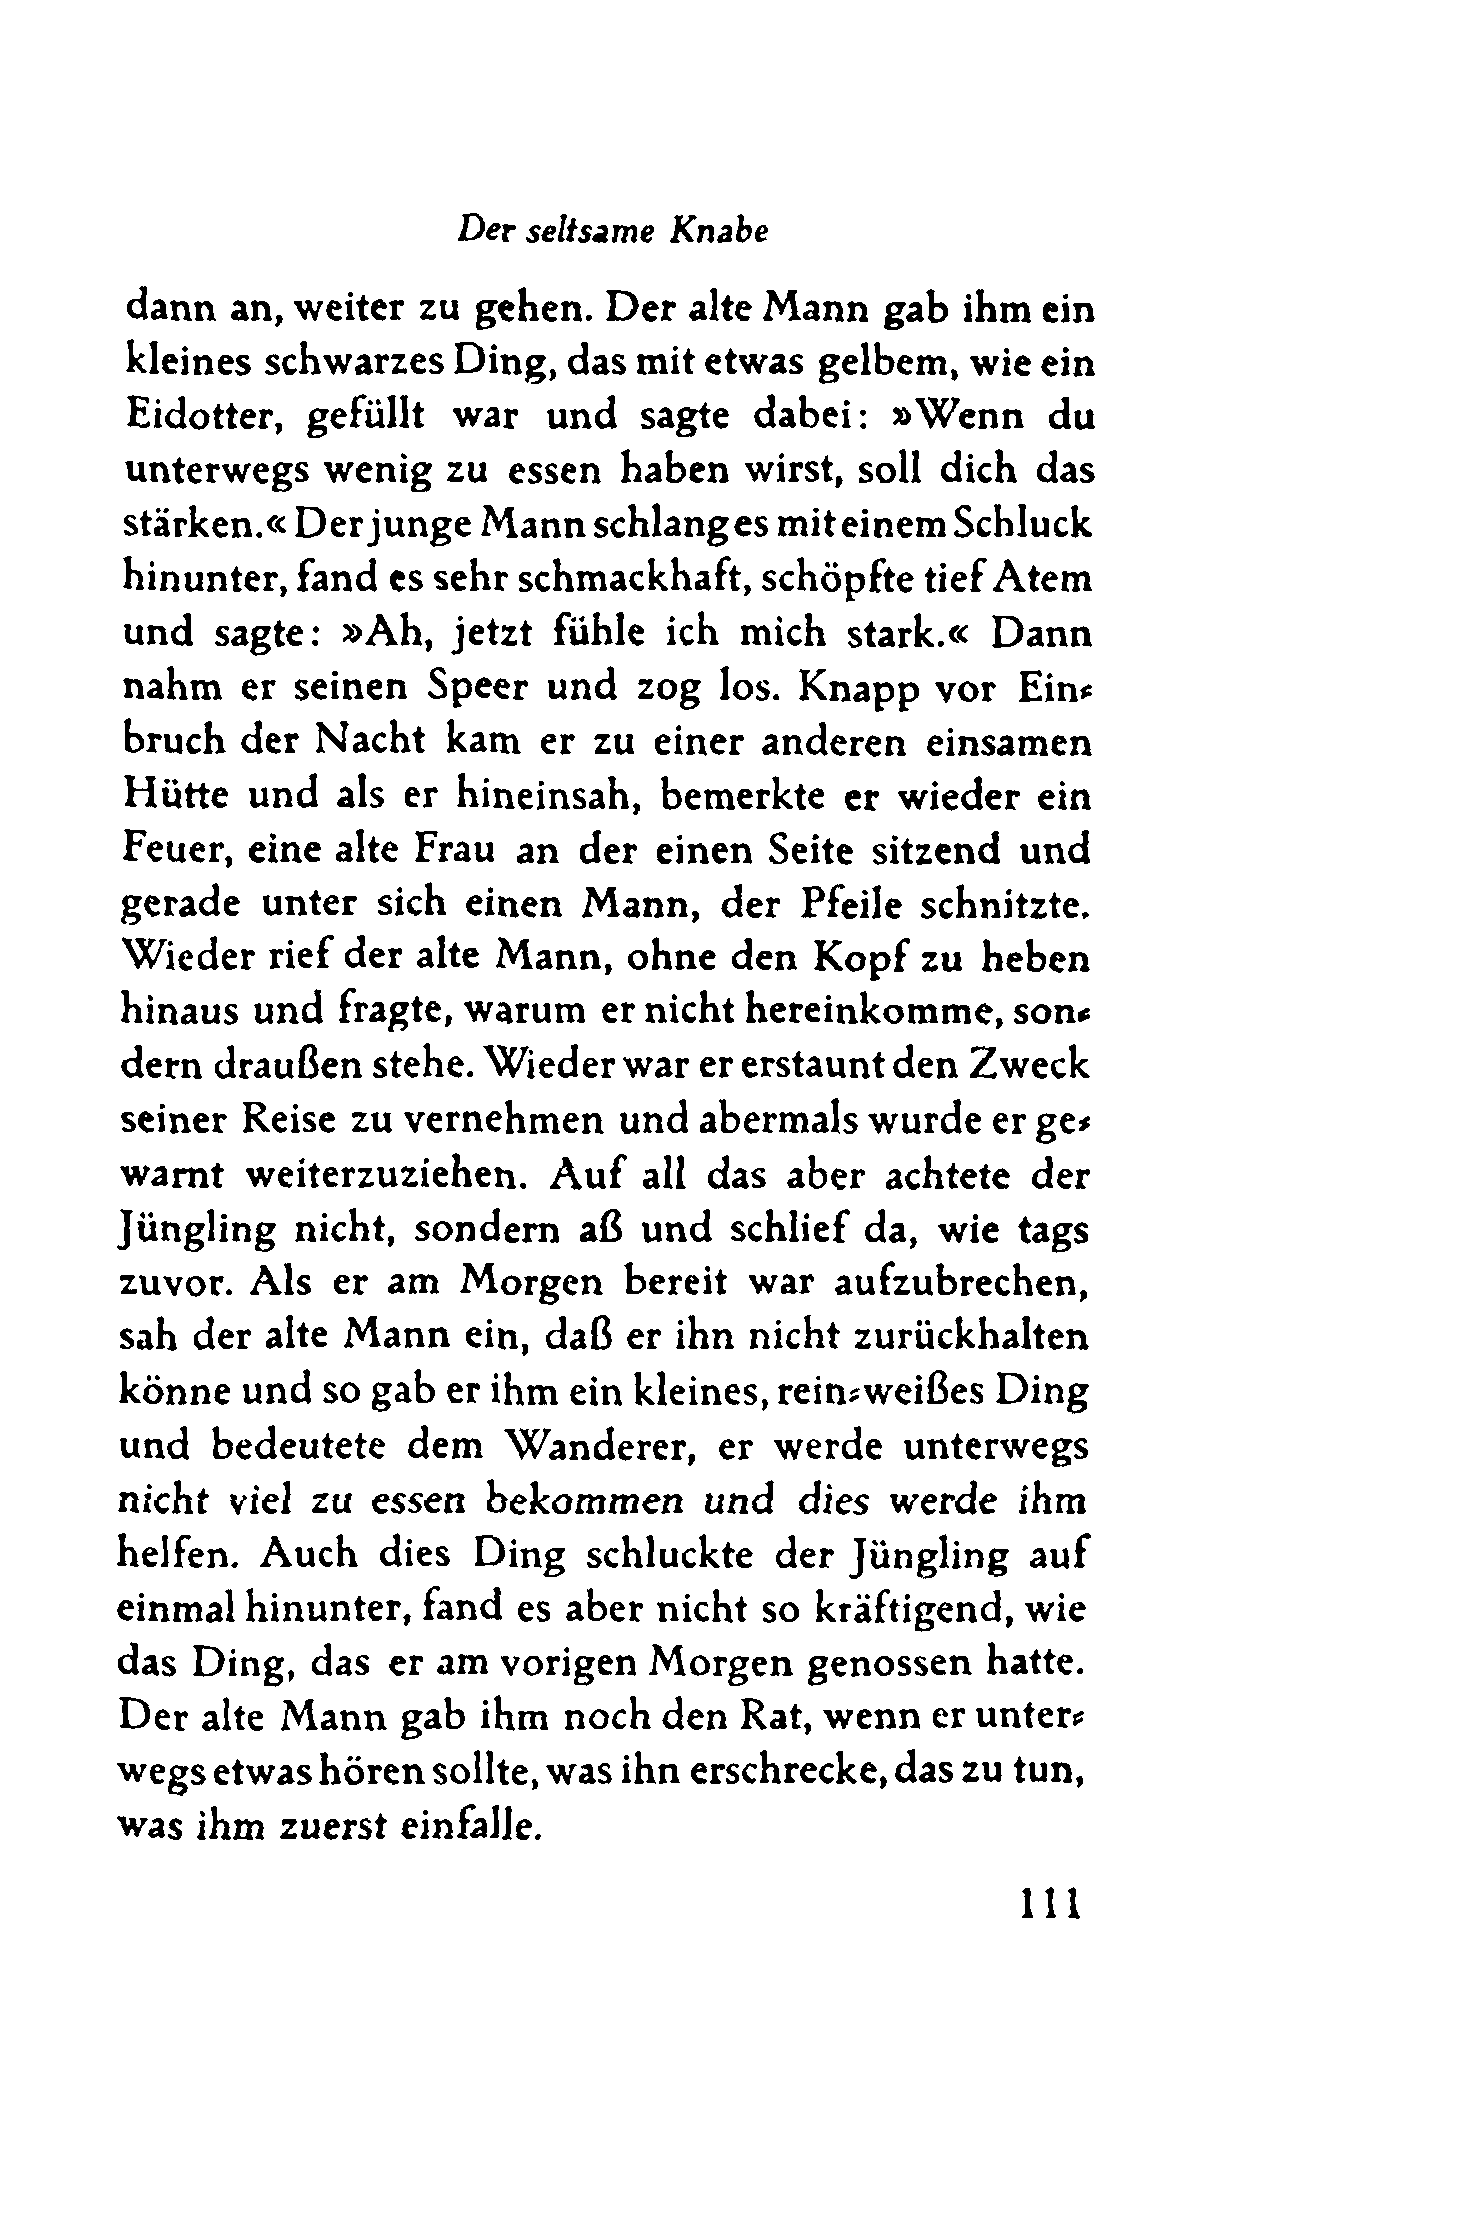 Der seltsame Knabe
dann an, weiter zu gehen. Der alte Mann gab ihm ein
kleines schwarzes Ding, das mit etwas gelbem, wie ein
Eidotter, gefüllt war und sagte dabei: »Wenn du
unterwegs wenig zu essen haben wirst, soll dich das
stärken.« Der junge Mann schlang es mit einem Schluck
hinunter, fand es sehr schmackhaft, schöpfte tief Atem
und sagte: »Ah, jetzt fühle ich mich stark.« Dann
nahm er seinen Speer und zog los. Knapp vor Ein-
bruch der Nacht kam er zu einer anderen einsamen
Hütte und als er hineinsah, bemerkte er wieder ein
Feuer, eine alte Frau an der einen Seite sitzend und
gerade unter sich einen Mann, der Pfeile schnitzte.
Wieder rief der alte Mann, ohne den Kopf zu heben
hinaus und fragte, warum er nicht hereinkomme, son-
dern draußen stehe. Wieder war er erstaunt den Zweck
seiner Reise zu vernehmen und abermals wurde er ge-
warnt weiterzuziehen. Auf all das aber achtete der
Jüngling nicht, sondern aß und schlief da, wie tags
zuvor. Als er am Morgen bereit war aufzubrechen,
sah der alte Mann ein, daß er ihn nicht zurückhalten
könne und so gab er ihm ein kleines, rein-weißes Ding
und bedeutete dem Wanderer, er werde unterwegs
nicht viel zu essen bekommen und dies werde ihm
helfen. Auch dies Ding schluckte der Jüngling auf
einmal hinunter, fand es aber nicht so kräftigend, wie
das Ding, das er am vorigen Morgen genossen hatte.
Der alte Mann gab ihm noch den Rat, wenn er unter-
wegs etwas hören sollte, was ihn erschrecke, das zu tun,
was ihm zuerst einfalle.
111